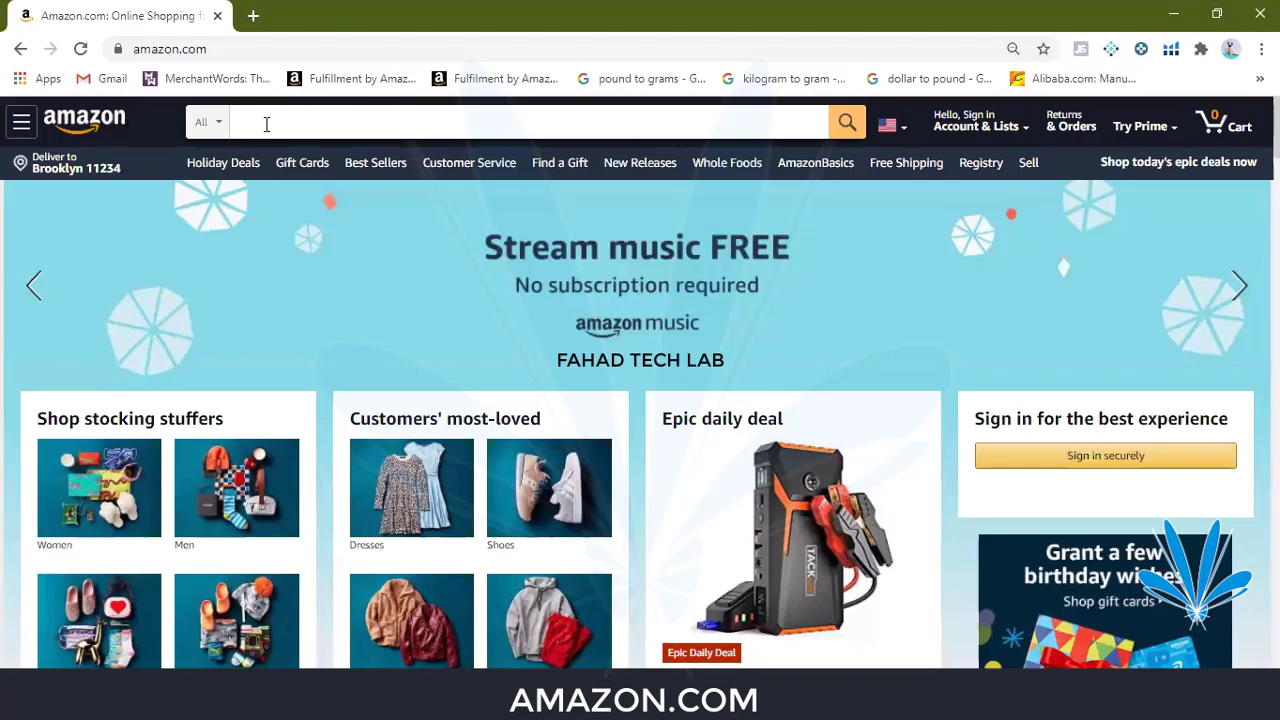 Amazon.com: Online Shopping f
amazon.com
Apps
Gmail
MerchantWords: Th...
Fulfillment by Amaz...
Fulfilment by Amaz...
pound to grams - G...
kilogram to gram -...
dollar to pound - G...
Alibaba.com: Manu...
amazon
All
Hello, Sign in
Account & Lists
Returns
& Orders
Try Prime
0
Cart
Deliver to
Brooklyn 11234
Holiday Deals
Gift Cards
Best Sellers
Customer Service
Find a Gift
New Releases
Whole Foods
AmazonBasics
Free Shipping
Registry
Sell
Shop today's epic deals now
Stream music FREE
No subscription required
amazon music
FAHAD TECH LAB
Shop stocking stuffers
Women
Men
Customers' most-loved
Dresses
Shoes
Epic daily deal
TACK
Epic Daily Deal
Sign in for the best experience
Sign in securely
Grant a few
birthday wishes
Shop gift cards
AMAZON.COM